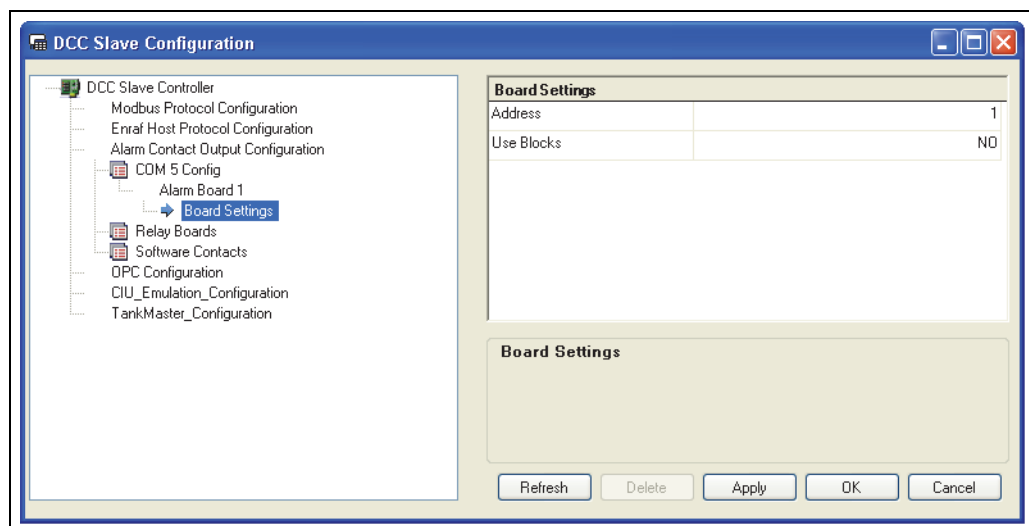 DCC Slave Configuration
DCC Slave Controller
Modbus Protocol Configuration
Enraf Host Protocol Configuration
Alarm Contact Output Configuration
COM 5 Config
Alarm Board 1
Board Settings
Relay Boards
Software Contacts
OPC Configuration
CIU_Emulation_Configuration
TankMaster_Configuration
Board Settings
Address 1
Use Blocks NO
Board Settings
Refresh Delete Apply OK Cancel